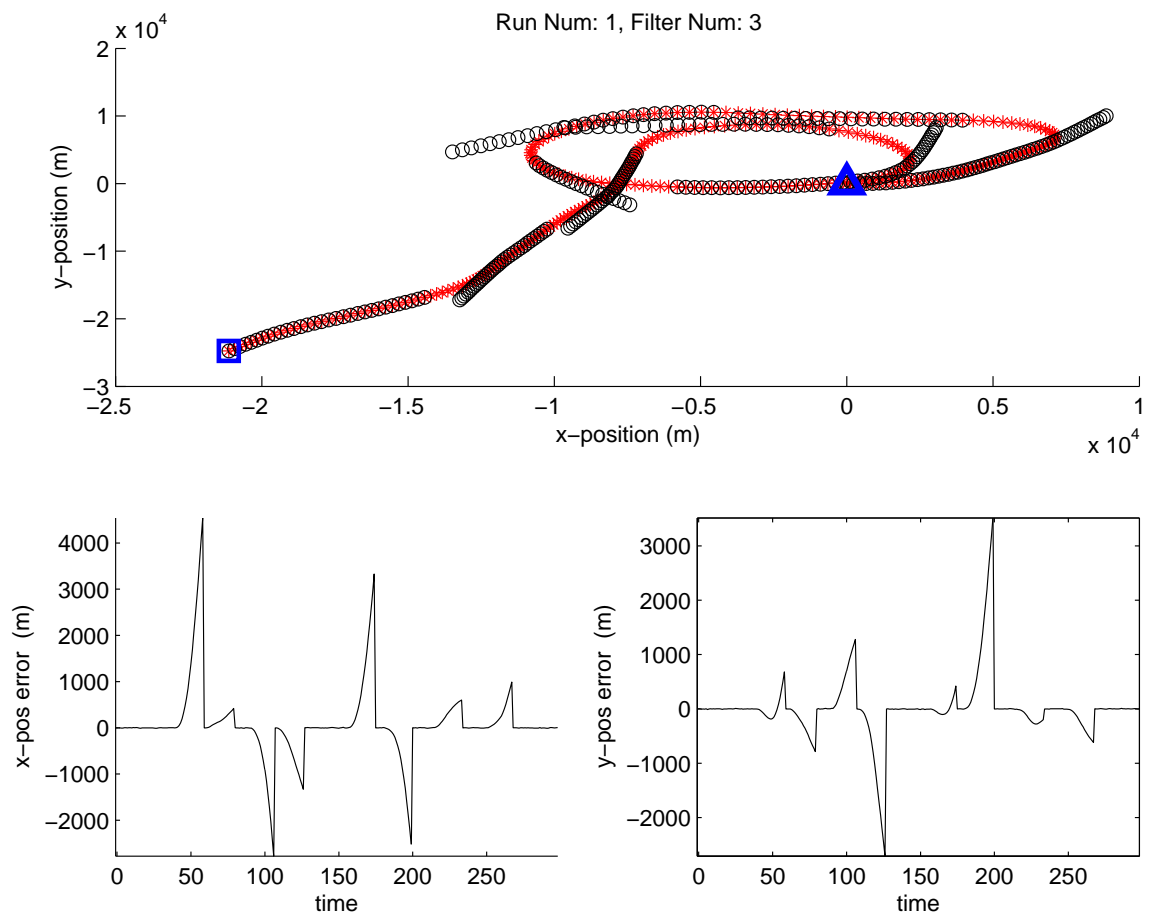 Run Num: 1, Filter Num: 3
x 10^4
2
1
0
−1
−2
−3
y−position (m)
−2.5 −2 −1.5 −1 −0.5 0 0.5 1
x−position (m)
x 10^4
4000
3000
2000
1000
0
−1000
−2000
x−pos error (m)
0 50 100 150 200 250
time
3000
2000
1000
0
−1000
−2000
y−pos error (m)
0 50 100 150 200 250
time